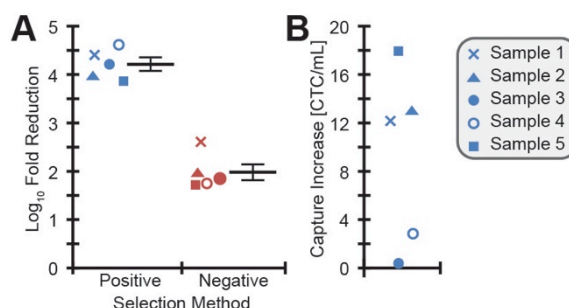 A
B
Log10 Fold Reduction
5
4
3
2
1
0
Positive Negative
Selection Method
Capture Increase [CTC/mL]
20
16
12
8
4
0
Sample 1
Sample 2
Sample 3
Sample 4
Sample 5